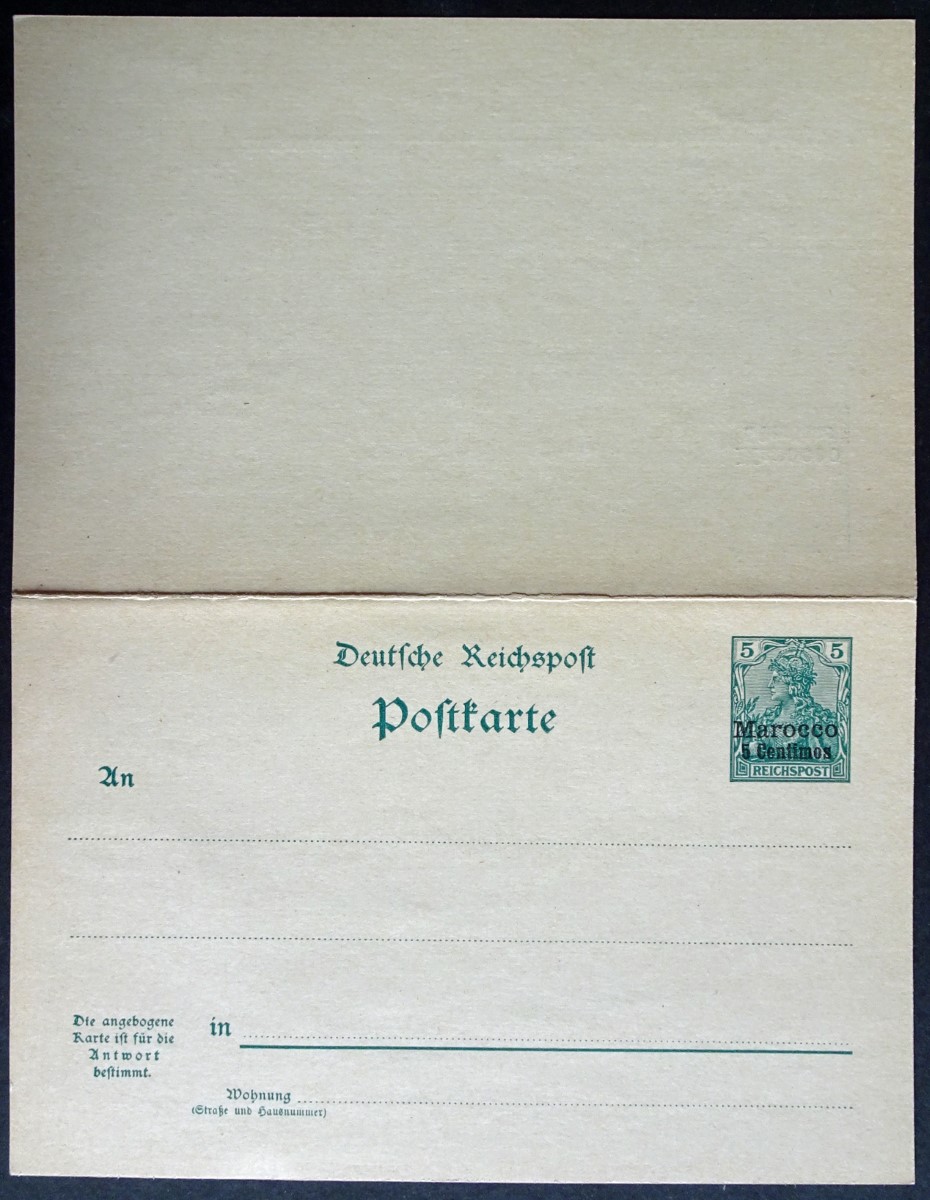 Deutsche Reichspost
Postkarte
5 5
Marocco
5 Centimos
REICHSPOST
An
Die angebogene
Karte ist für die
Antwort
bestimmt.
in
Wohnung
(Straße und Hausnummer)